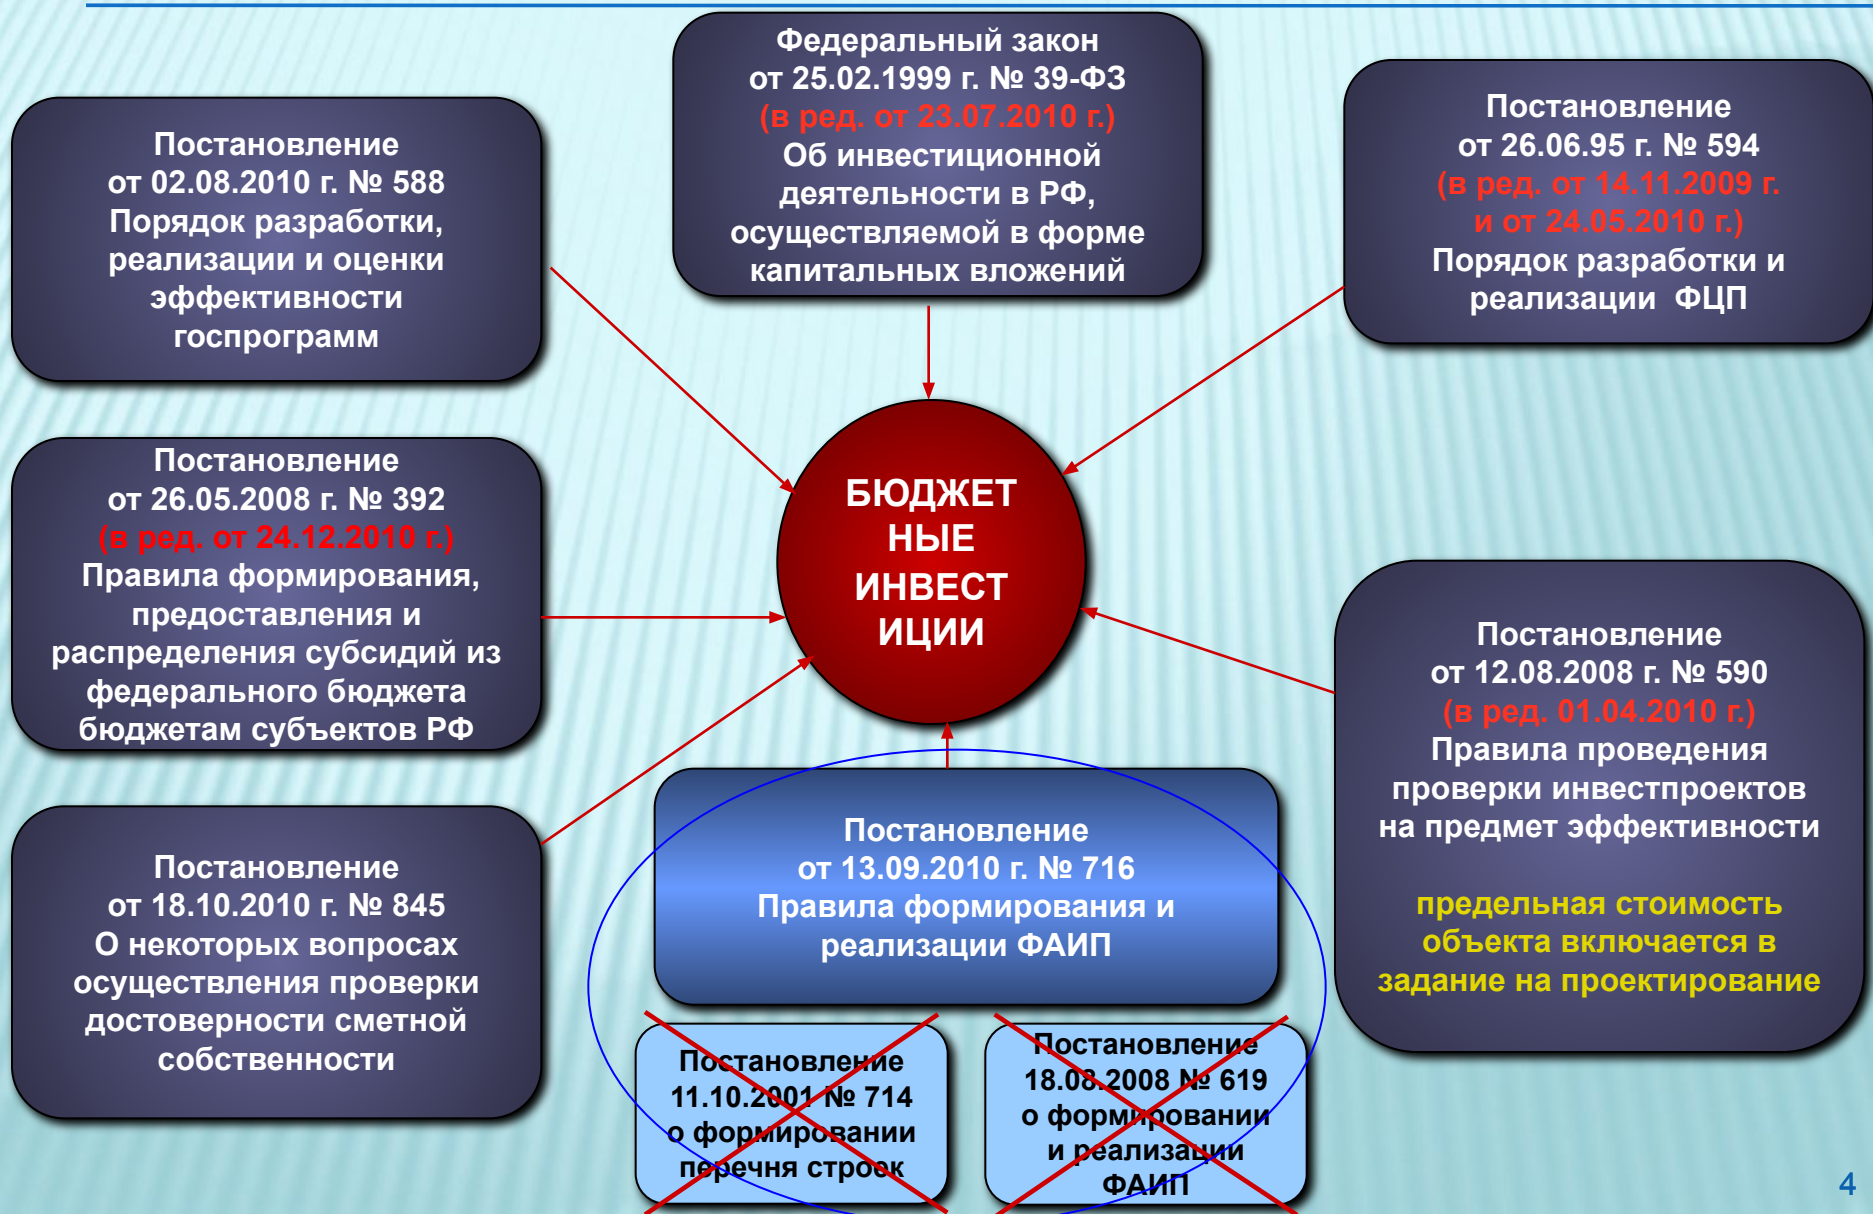 Федеральный закон
от 25.02.1999 г. № 39-ФЗ
(в ред. от 23.07.2010 г.)
Об инвестиционной
деятельности в РФ,
осуществляемой в форме
капитальных вложений
Постановление
от 02.08.2010 г. № 588
Порядок разработки,
реализации и оценки
эффективности
госпрограмм
Постановление
от 26.06.95 г. № 594
(в ред. от 14.11.2009 г.
и от 24.05.2010 г.)
Порядок разработки и
реализации ФЦП
Постановление
от 26.05.2008 г. № 392
(в ред. от 24.12.2010 г.)
Правила формирования,
предоставления и
распределения субсидий из
федерального бюджета
бюджетам субъектов РФ
БЮДЖЕТ
НЫЕ
ИНВЕСТ
ИЦИИ
Постановление
от 12.08.2008 г. № 590
(в ред. 01.04.2010 г.)
Правила проведения
проверки инвестпроектов
на предмет эффективности
предельная стоимость
объекта включается в
задание на проектирование
Постановление
от 18.10.2010 г. № 845
О некоторых вопросах
осуществления проверки
достоверности сметной
собственности
Постановление
от 13.09.2010 г. № 716
Правила формирования и
реализации ФАИП
Постановление
11.10.2001 № 714
о формировании
перечня строек
Постановление
18.08.2008 № 619
о формировании
и реализации
ФАИП
4